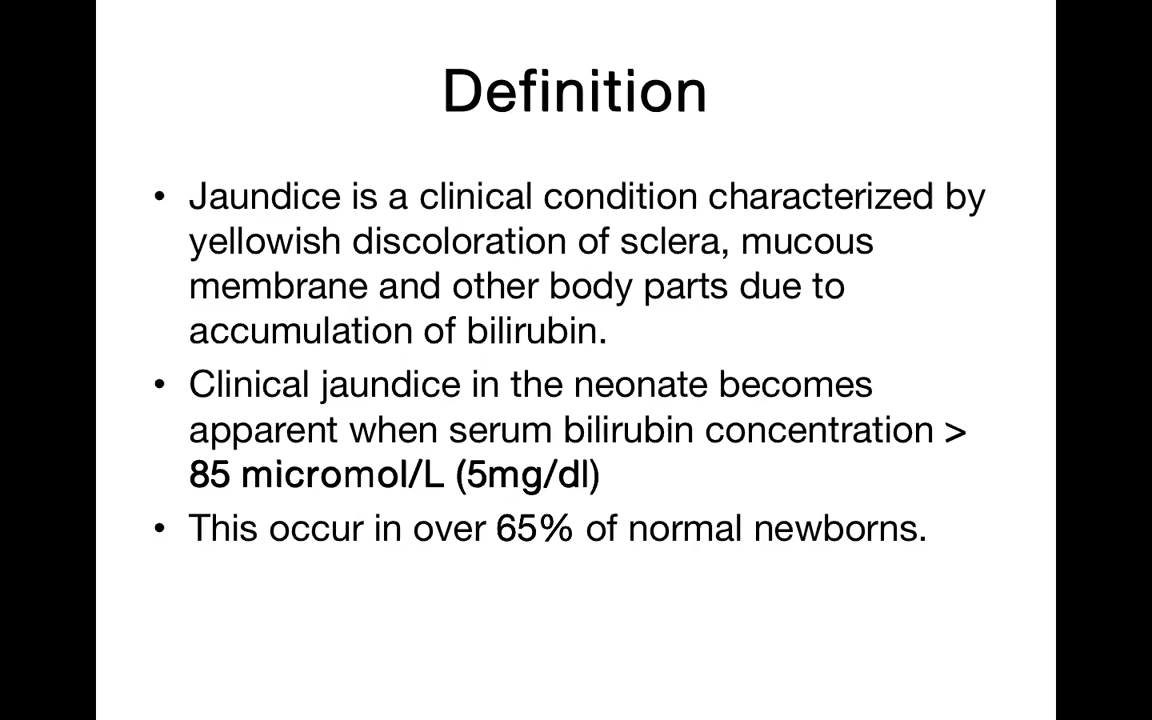 Definition
• Jaundice is a clinical condition characterized by
yellowish discoloration of sclera, mucous
membrane and other body parts due to
accumulation of bilirubin.
• Clinical jaundice in the neonate becomes
apparent when serum bilirubin concentration >
85 micromol/L (5mg/dl)
• This occur in over 65% of normal newborns.